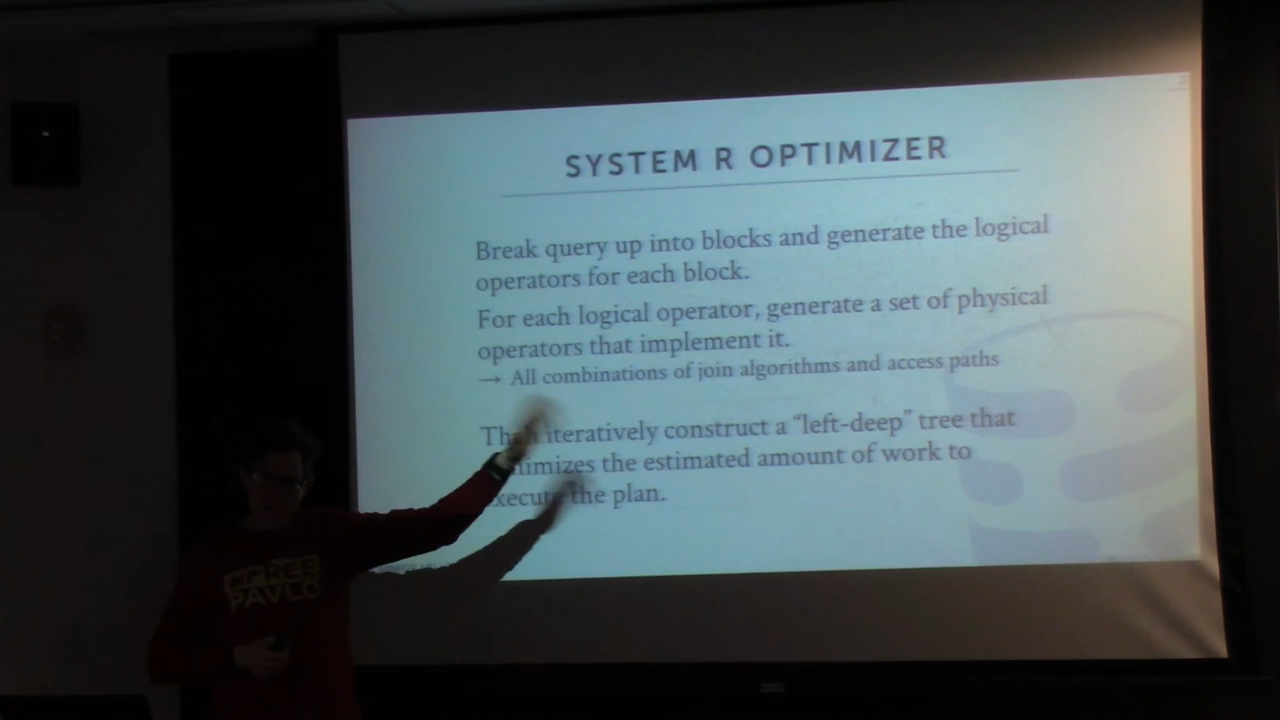 SYSTEM R OPTIMIZER
Break query up into blocks and generate the logical
operators for each block.
For each logical operator, generate a set of physical
operators that implement it.
→ All combinations of join algorithms and access paths
iteratively construct a “left-deep” tree that
the estimated amount of work to
the plan.
#FREE
PAVLO